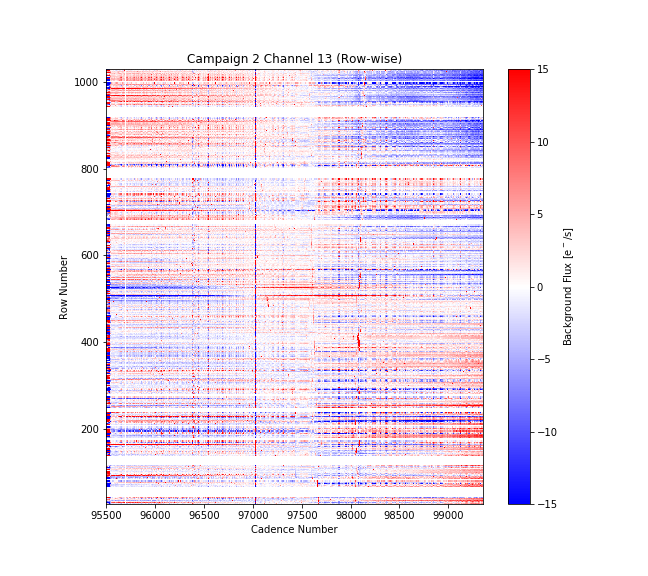 Campaign 2 Channel 13 (Row-wise)
1000
800
600
400
200
Row Number
95500 96000 96500 97000 97500 98000 98500 99000
Cadence Number
15
10
5
0
−5
−10
−15
Background Flux [e⁻/s]